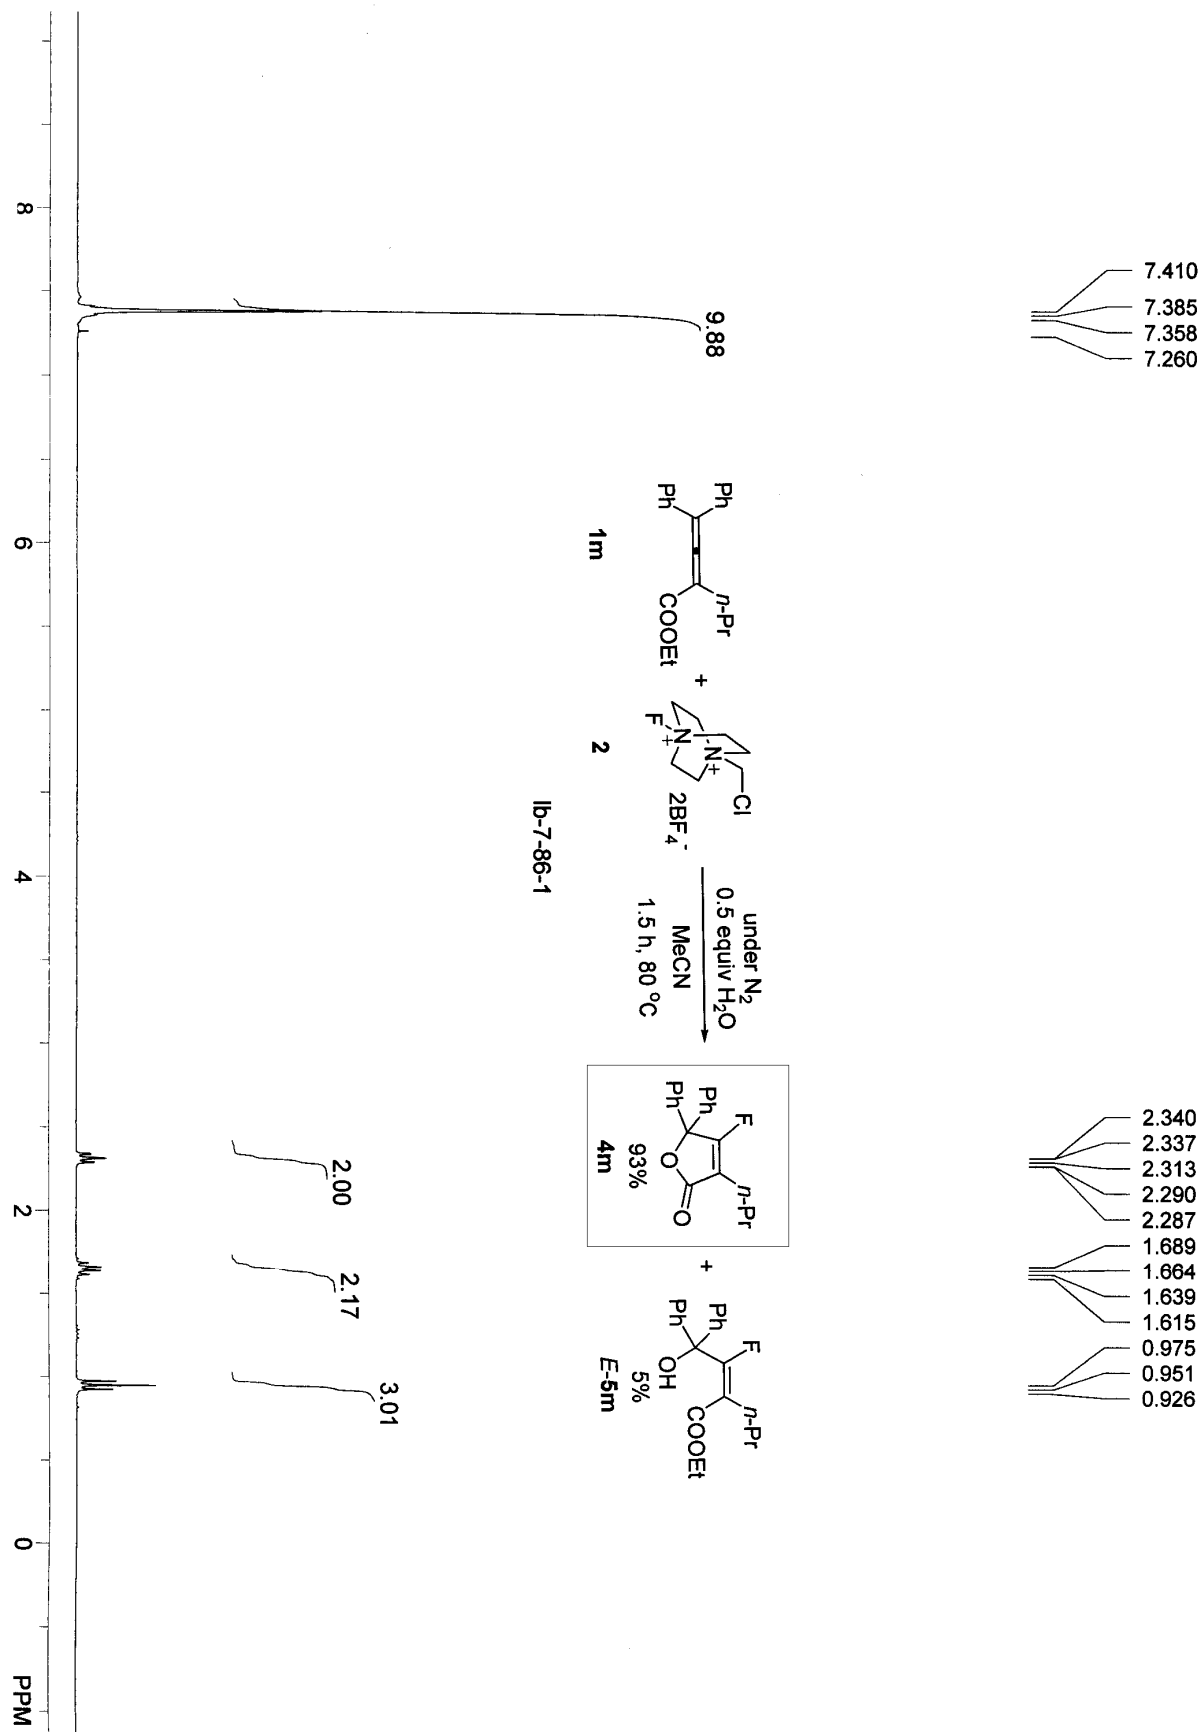 7.410
7.385
7.358
7.260
2.340
2.337
2.313
2.290
2.287
1.689
1.664
1.639
1.615
0.975
0.951
0.926
Ph
Ph
n-Pr
COOEt
1m
+
Cl
N+
N+
F
2BF4-
2
under N2
0.5 equiv H2O
MeCN
1.5 h, 80 °C
F
n-Pr
Ph
Ph
O
O
93%
4m
+
F
n-Pr
Ph
Ph
OH
COOEt
5%
E-5m
lb-7-86-1
9.88
2.00
2.17
3.01
8
6
4
2
0
PPM